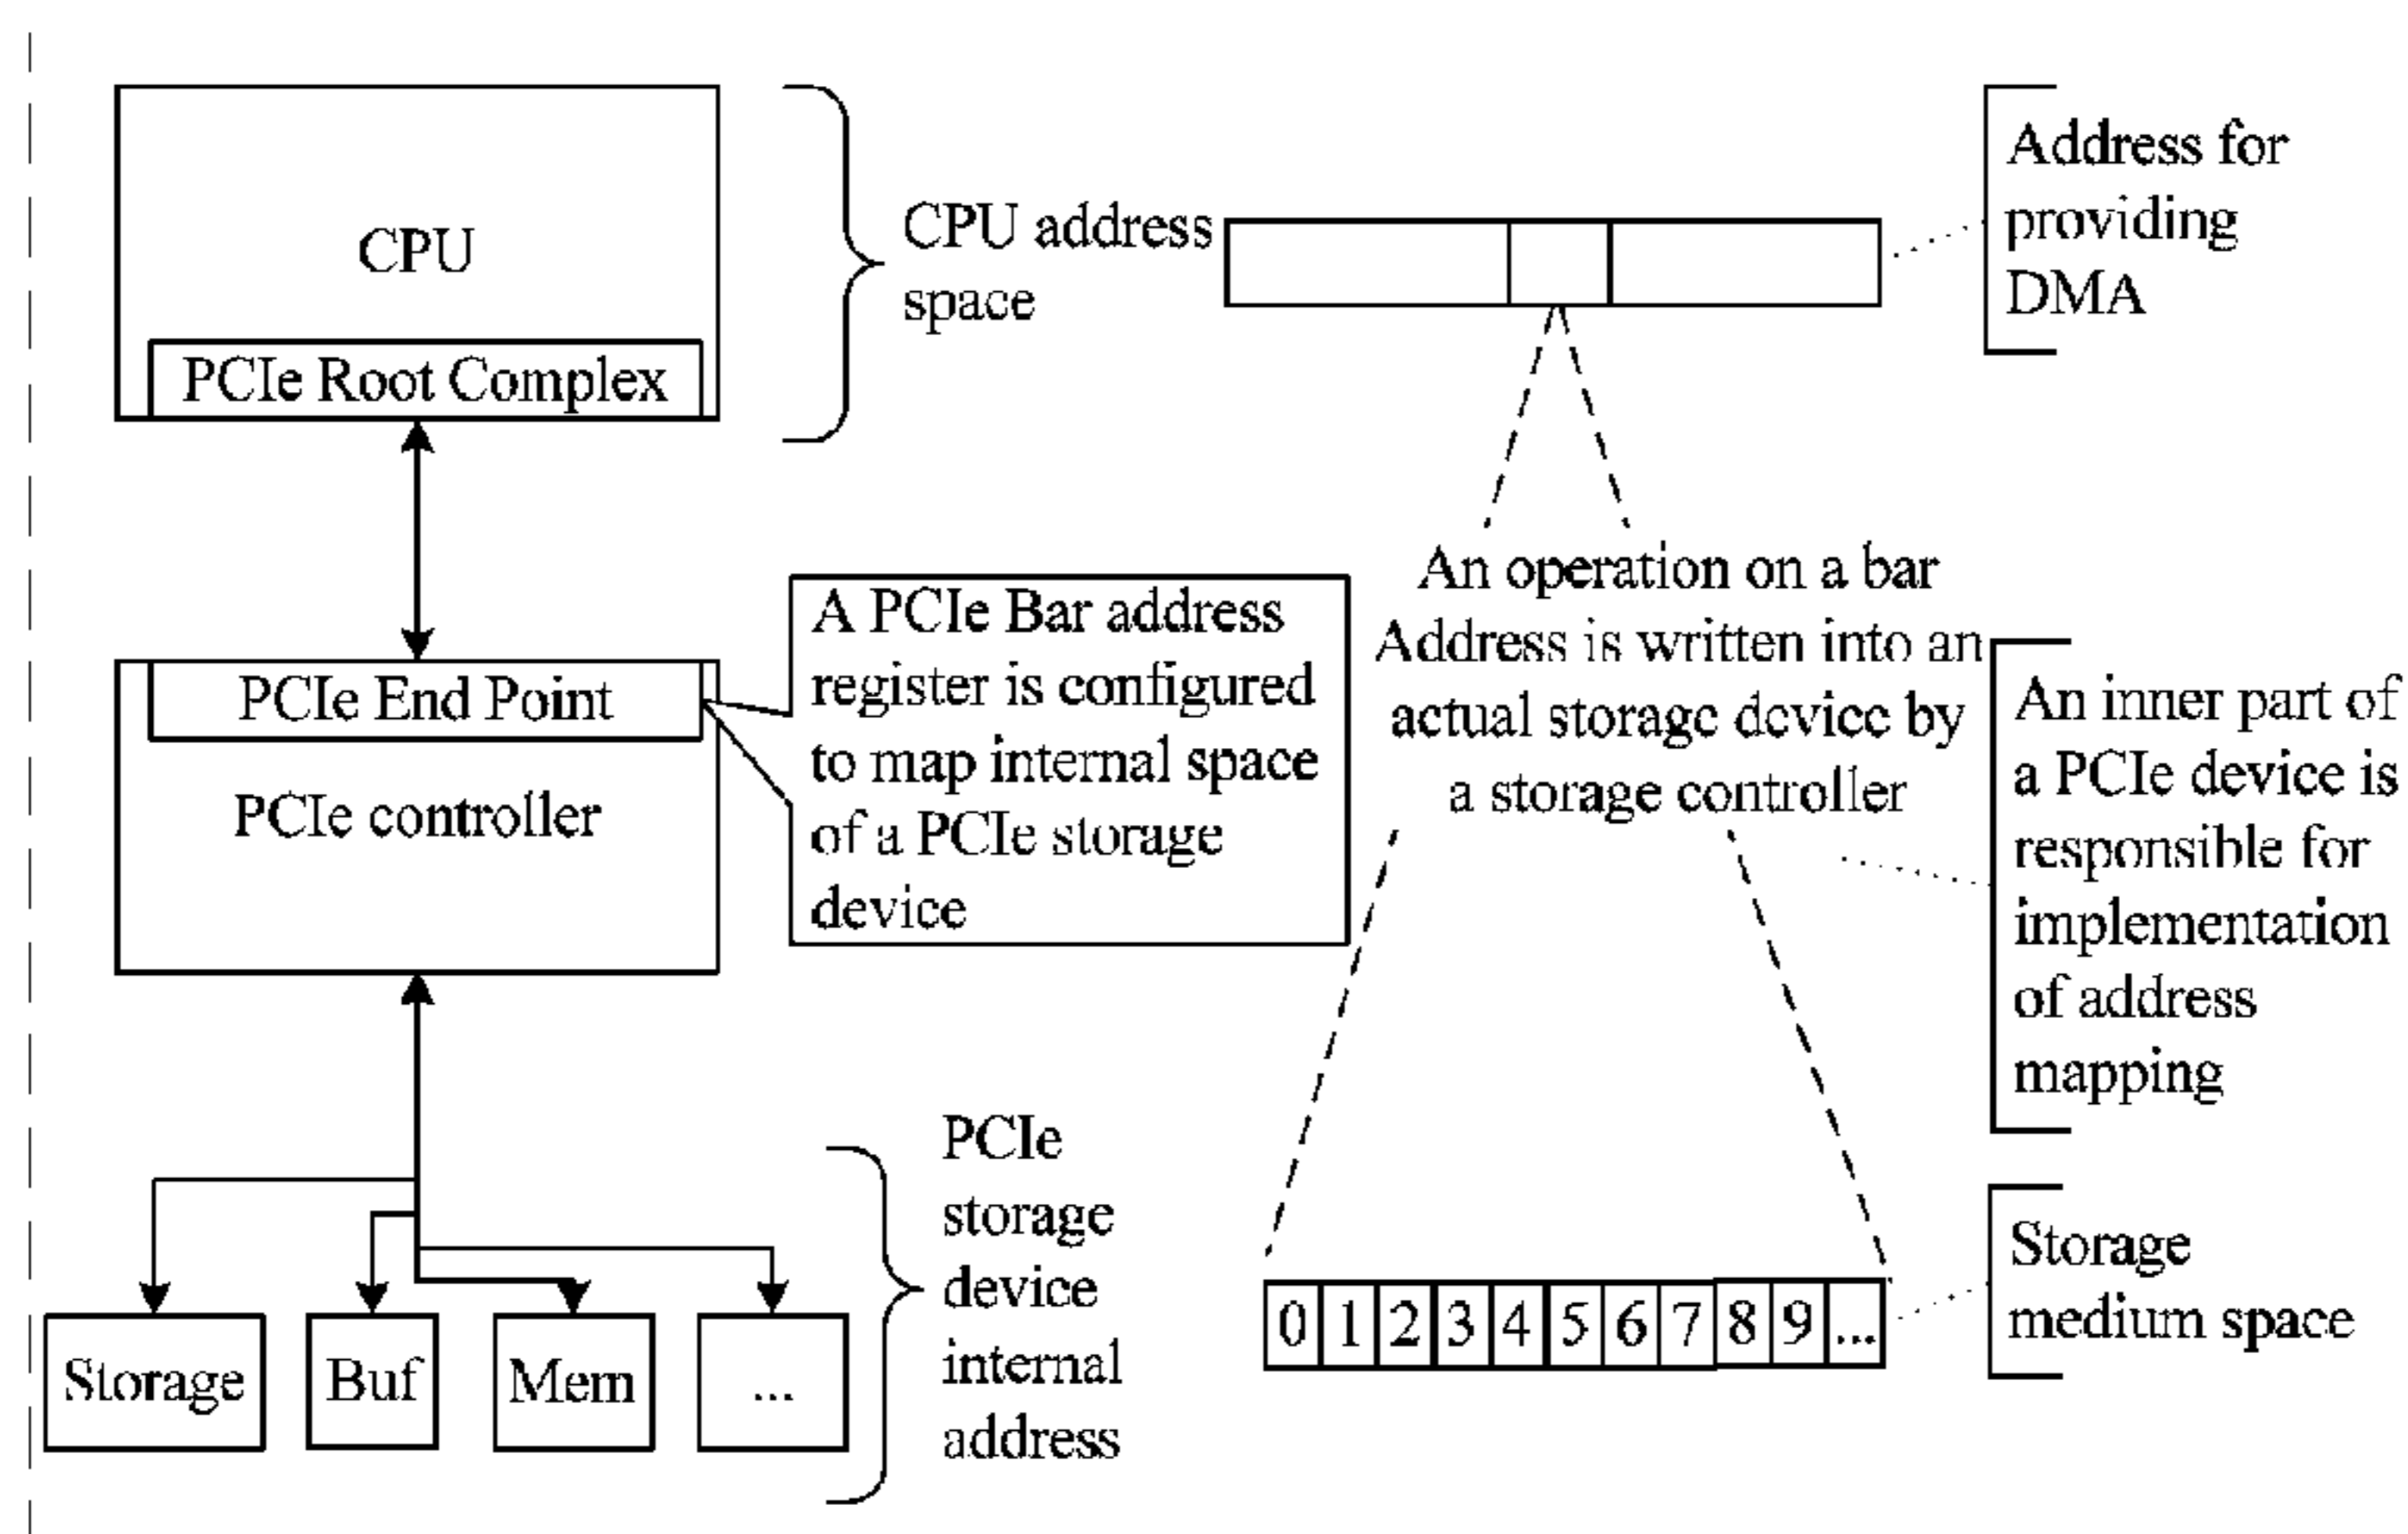 CPU
PCIe Root Complex
CPU address
space
Address for
providing
DMA
PCIe End Point
PCIe controller
A PCIe Bar address
register is configured
to map internal space
of a PCIe storage
device
An operation on a bar
Address is written into an
actual storage device by
a storage controller
An inner part of
a PCIe device is
responsible for
implementation
of address
mapping
Storage
Buf
Mem
...
PCIe
storage
device
internal
address
0 1 2 3 4 5 6 7 8 9 ...
Storage
medium space